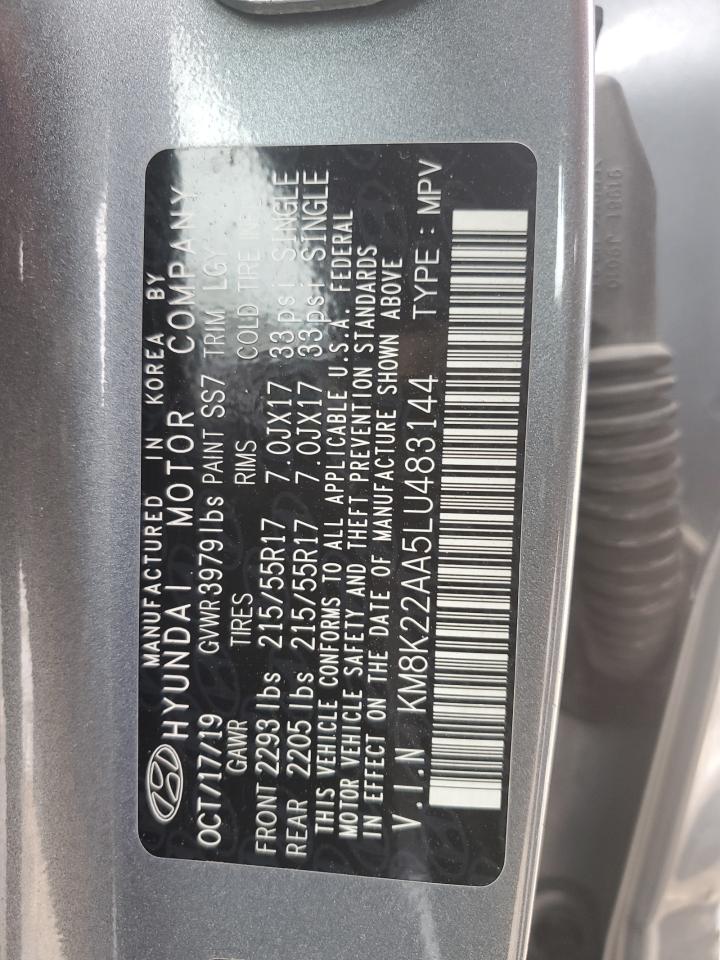 MANUFACTURED IN KOREA BY
HYUNDAI MOTOR COMPANY
OCT/17/19 GVWR 3979 lbs PAINT SS7 TRIM LGY
GAWR TIRES RIMS COLD TIRE
FRONT 2293 lbs 215/55R17 7.0JX17 33 psi SINGLE
REAR 2205 lbs 215/55R17 7.0JX17 33 psi SINGLE
THIS VEHICLE CONFORMS TO ALL APPLICABLE U.S.A. FEDERAL
MOTOR VEHICLE SAFETY AND THEFT PREVENTION STANDARDS
IN EFFECT ON THE DATE OF MANUFACTURE SHOWN ABOVE
V.I.N KM8K22AA5LU483144 TYPE : MPV